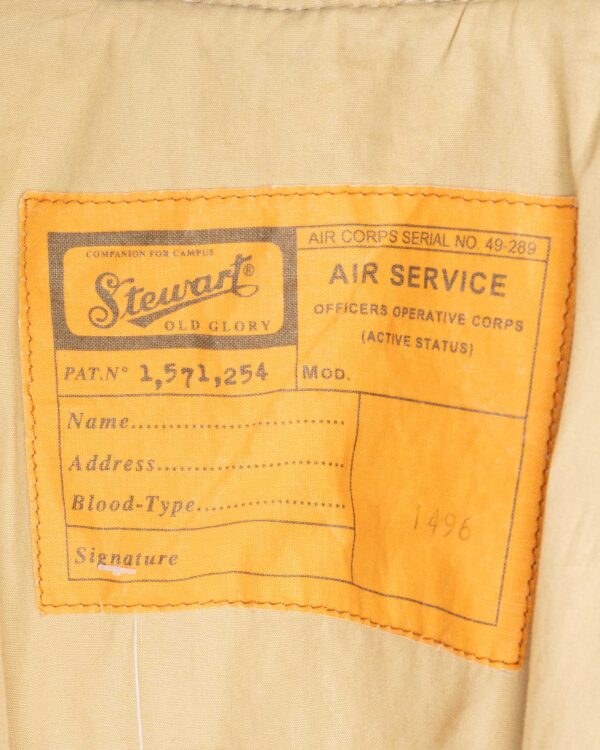 COMPANION FOR CAMPUS
Stewart®
OLD GLORY
PAT.N° 1,571,254
AIR CORPS SERIAL NO. 49-289
AIR SERVICE
OFFICERS OPERATIVE CORPS
(ACTIVE STATUS)
MOD.
Name
Address
Blood-Type
Signature
1496